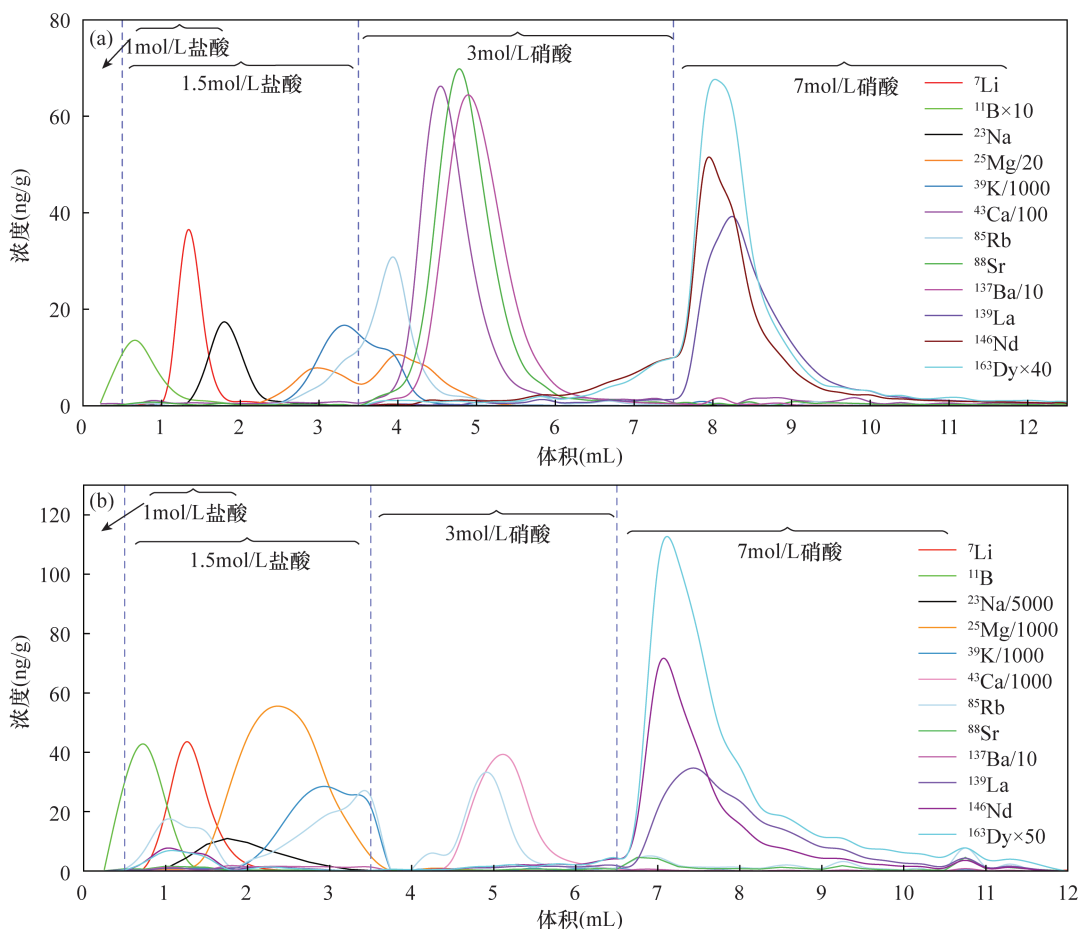 (a)
1mol/L盐酸
1.5mol/L盐酸
3mol/L硝酸
7mol/L硝酸
80
60
40
20
0
浓度(ng/g)
⁷Li
¹¹B×10
²³Na
²⁵Mg/20
³⁹K/1000
⁴³Ca/100
⁸⁵Rb
⁸⁸Sr
¹³⁷Ba/10
¹³⁹La
¹⁴⁶Nd
¹⁶³Dy×40
0 1 2 3 4 5 6 7 8 9 10 11 12
体积(mL)
(b)
1mol/L盐酸
1.5mol/L盐酸
3mol/L硝酸
7mol/L硝酸
120
100
80
60
40
20
0
浓度(ng/g)
⁷Li
¹¹B
²³Na/5000
²⁵Mg/1000
³⁹K/1000
⁴³Ca/1000
⁸⁵Rb
⁸⁸Sr
¹³⁷Ba/10
¹³⁹La
¹⁴⁶Nd
¹⁶³Dy×50
0 1 2 3 4 5 6 7 8 9 10 11 12
体积(mL)